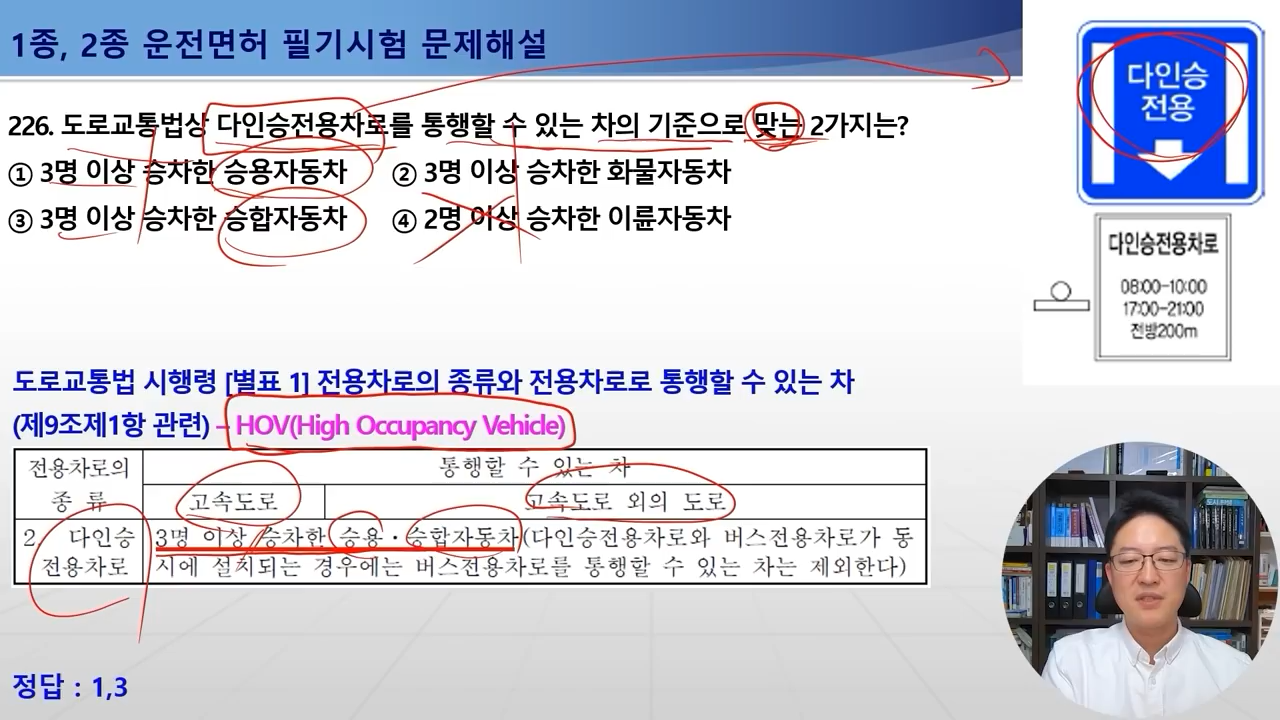 1종, 2종 운전면허 필기시험 문제해설
226. 도로교통법상 다인승전용차로를 통행할 수 있는 차의 기준으로 맞는 2가지는?
① 3명 이상 승차한 승용자동차 ② 3명 이상 승차한 화물자동차
③ 3명 이상 승차한 승합자동차 ④ 2명 이상 승차한 이륜자동차
다인승
전용
다인승전용차로
08:00-10:00
17:00-21:00
전방200m
도로교통법 시행령 [별표 1] 전용차로의 종류와 전용차로로 통행할 수 있는 차
(제9조제1항 관련) – HOV(High Occupancy Vehicle)
전용차로의
종 류
통행할 수 있는 차
고속도로
고속도로 외의 도로
2. 다인승
전용차로
3명 이상 승차한 승용·승합자동차(다인승전용차로와 버스전용차로가 동
시에 설치되는 경우에는 버스전용차로를 통행할 수 있는 차는 제외한다)
정답 : 1,3